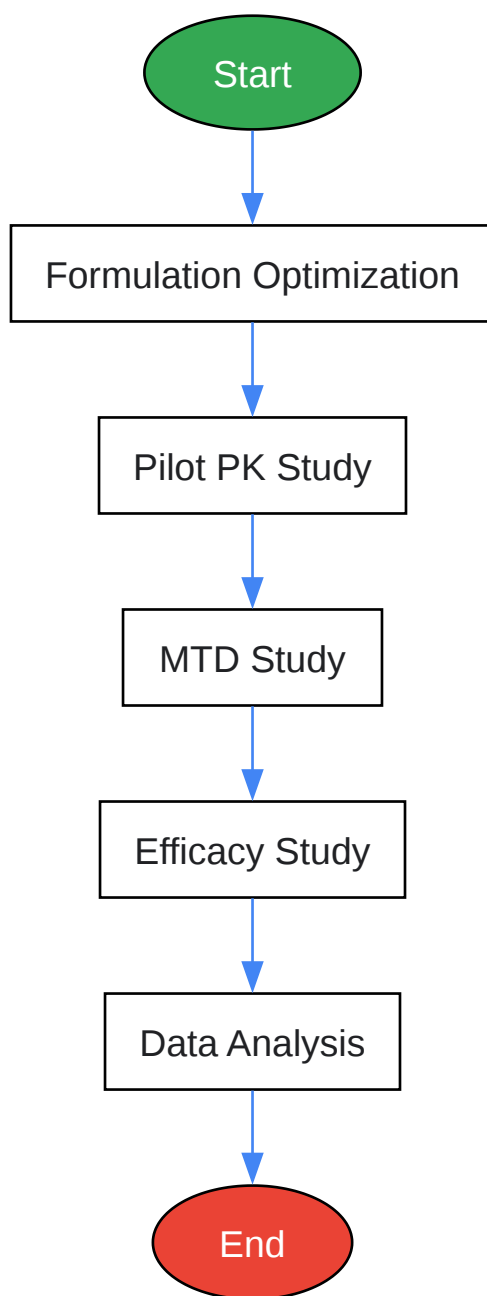 Start
Formulation Optimization
Pilot PK Study
MTD Study
Efficacy Study
Data Analysis
End